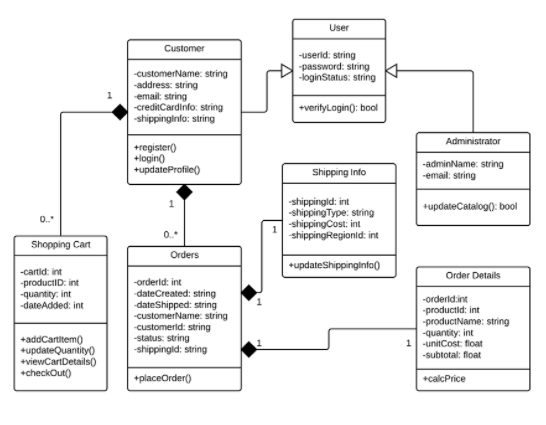 User
-userId: string
-password: string
-loginStatus: string
+verifyLogin(): bool
Customer
-customerName: string
-address: string
-email: string
-creditCardInfo: string
-shippingInfo: string
+register()
+login()
+updateProfile()
1
1
0..*
0..*
Administrator
-adminName: string
-email: string
+updateCatalog(): bool
Shipping Info
-shippingId: int
-shippingType: string
-shippingCost: int
-shippingRegionId: int
+updateShippingInfo()
1
1
Shopping Cart
-cartId: int
-productID: int
-quantity: int
-dateAdded: int
+addCartItem()
+updateQuantity()
+viewCartDetails()
+checkOut()
Orders
-orderId: int
-dateCreated: string
-dateShipped: string
-customerName: string
-customerId: string
-status: string
-shippingId: string
+placeOrder()
1
1
Order Details
-orderId:int
-productId: int
-productName: string
-quantity: int
-unitCost: float
-subtotal: float
+calcPrice